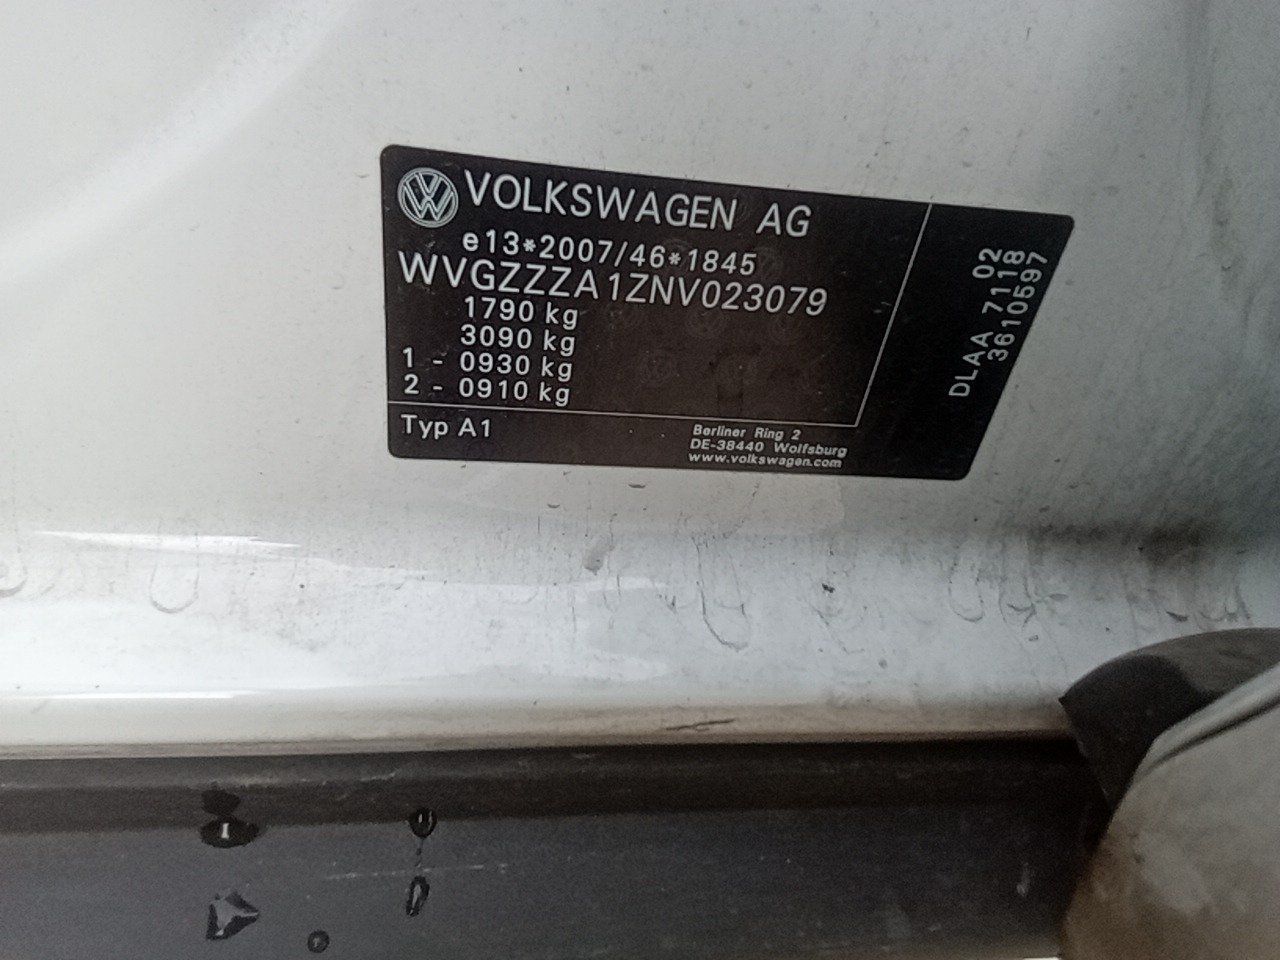 VOLKSWAGEN AG
e13*2007/46*1845
WVGZZZA1ZNV023079
1790 kg
3090 kg
1 - 0930 kg
2 - 0910 kg
Typ A1
Berliner Ring 2
DE-38440 Wolfsburg
www.volkswagen.com
DLAA 7118 02
3610597